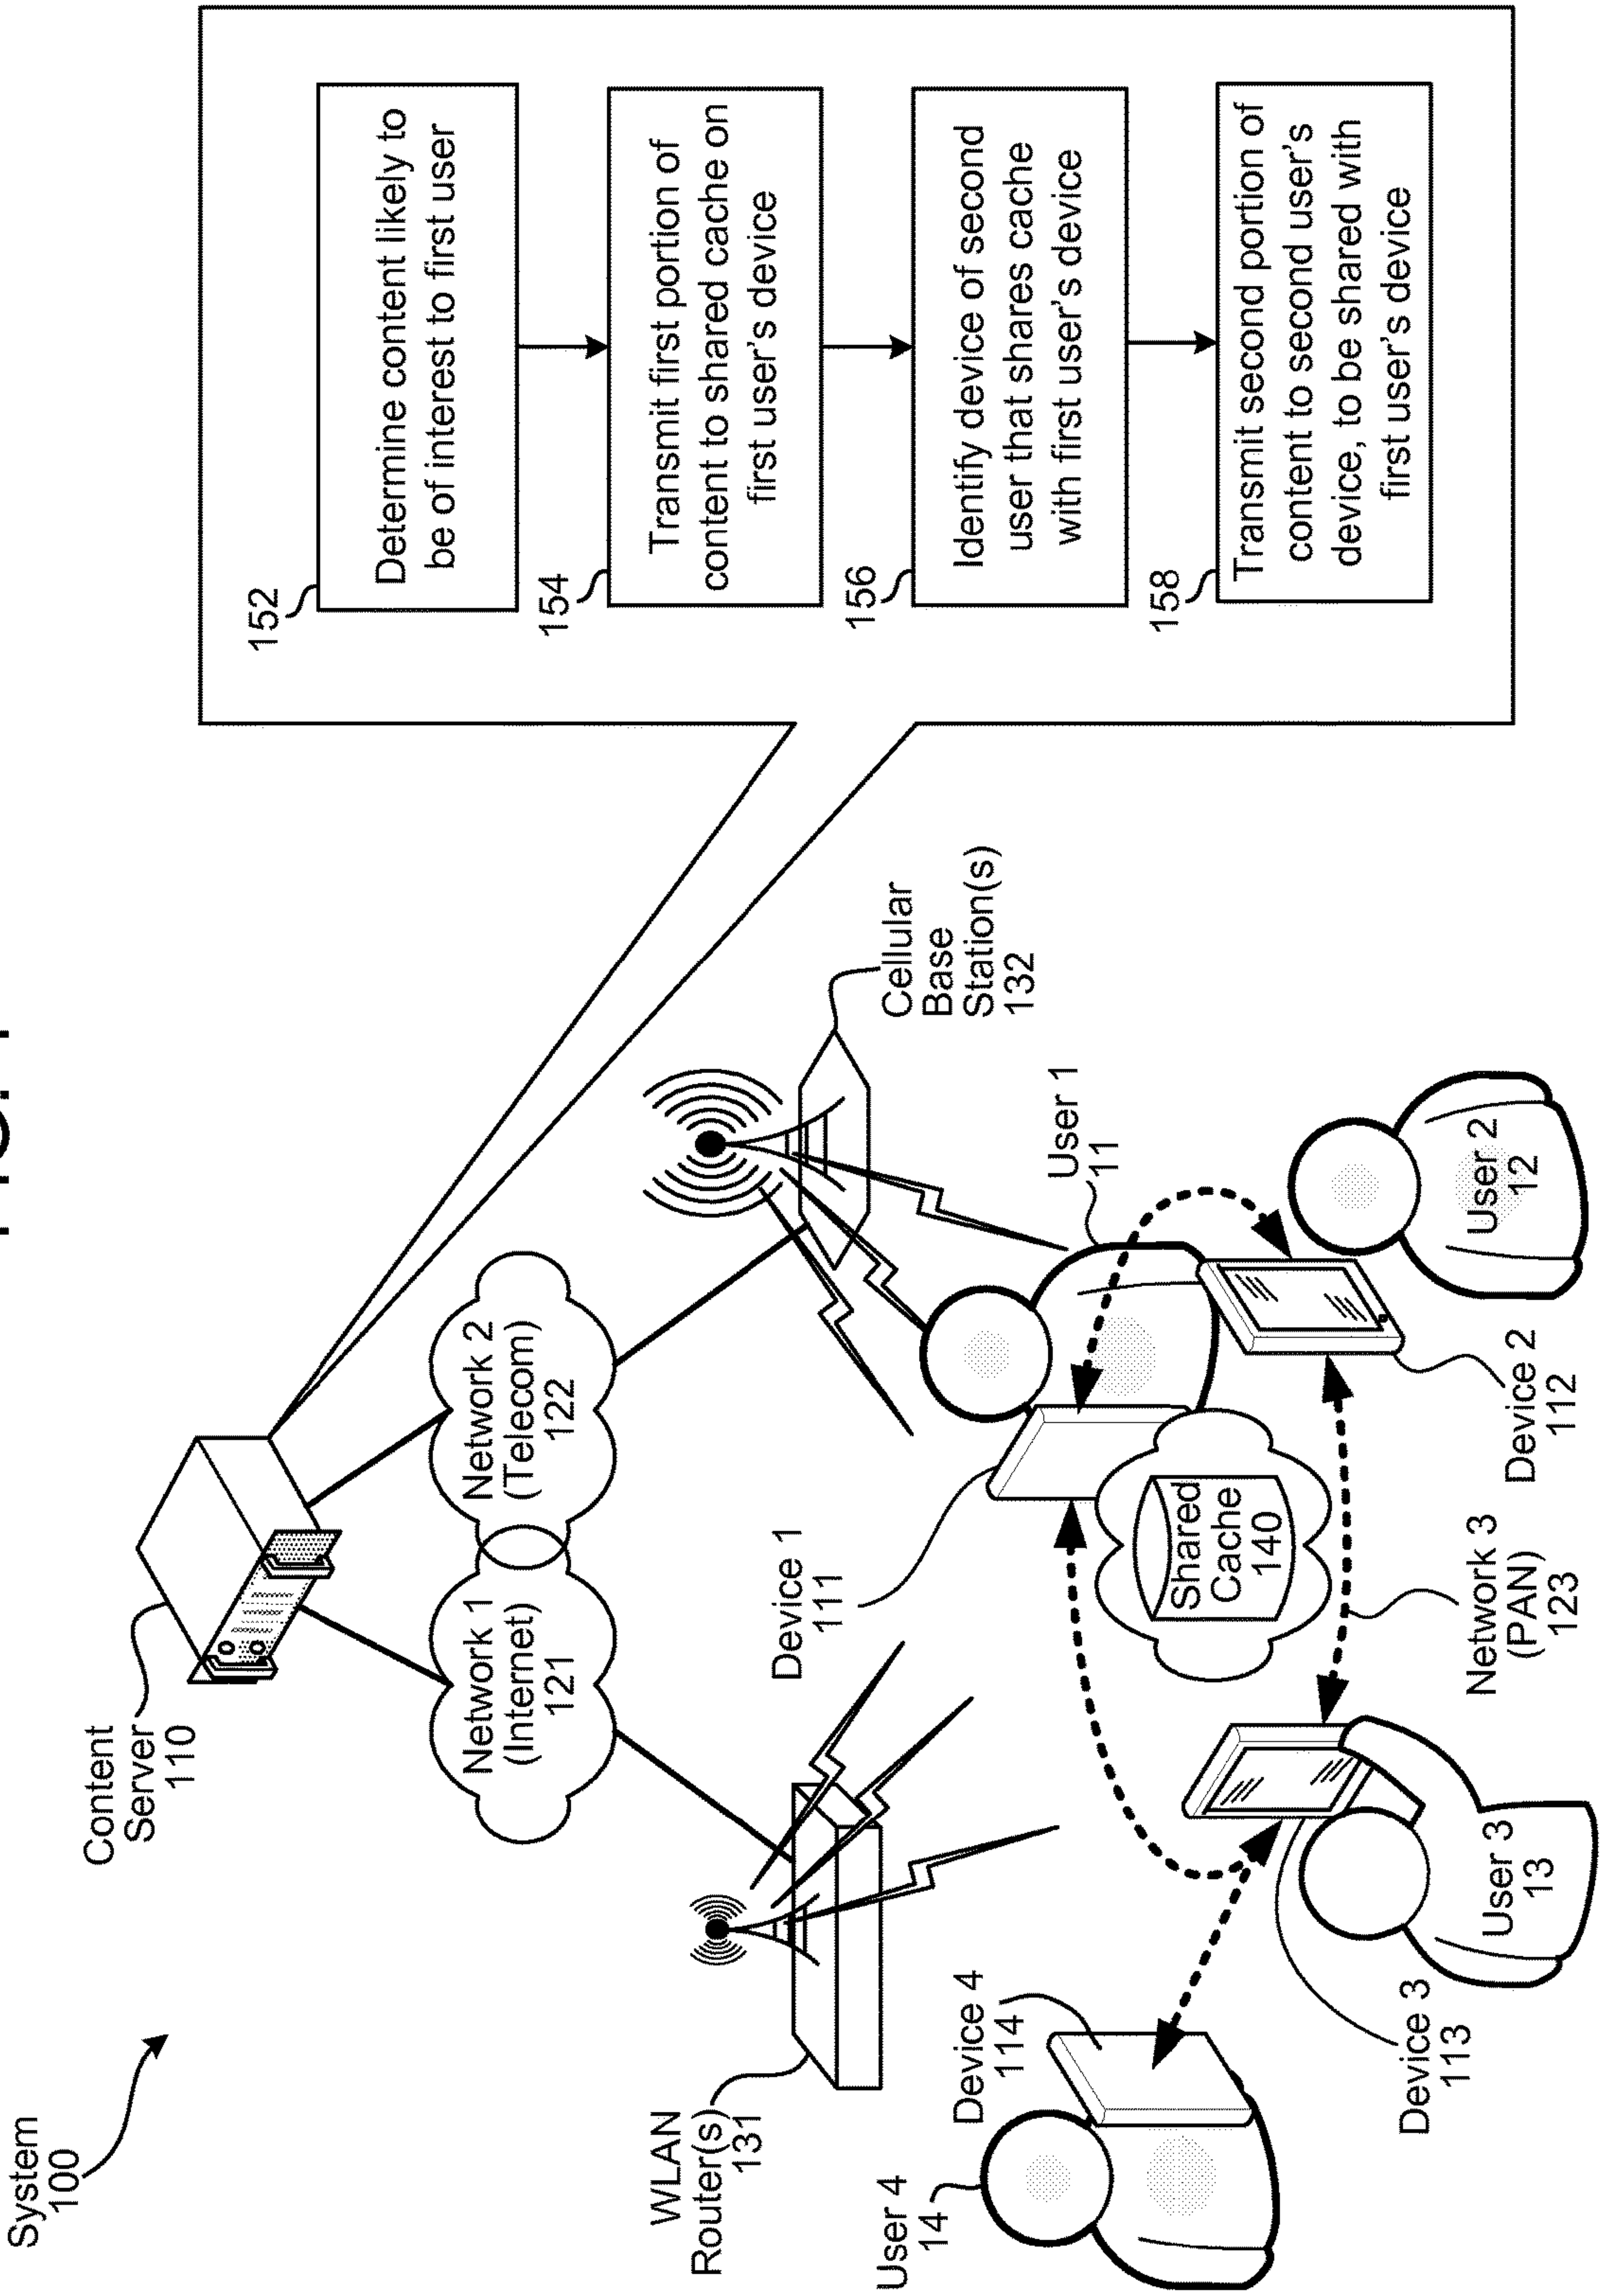 System
100
Content
Server
110
Network 1
(Internet)
121
Network 2
(Telecom)
122
WLAN
Router(s)
131
Cellular
Base
Station(s)
132
Device 1
111
User 1
11
Shared
Cache
140
User 4
14
Device 4
114
Device 3
113
User 3
13
Network 3
(PAN)
123
Device 2
112
User 2
12
152
Determine content likely to
be of interest to first user
154
Transmit first portion of
content to shared cache on
first user's device
156
Identify device of second
user that shares cache
with first user's device
158
Transmit second portion of
content to second user's
device, to be shared with
first user's device